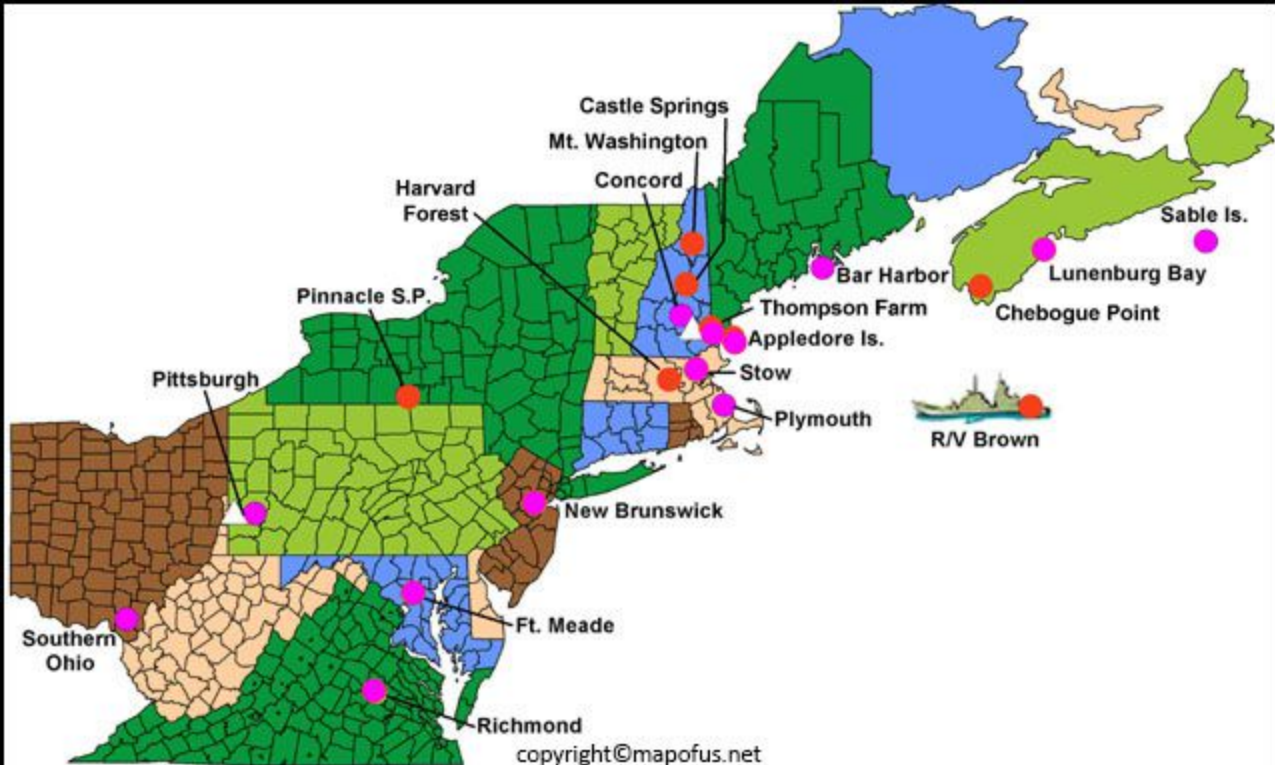 Castle Springs
Mt. Washington
Concord
Harvard
Forest
Sable Is.
Bar Harbor
Lunenburg Bay
Pinnacle S.P.
Thompson Farm
Chebogue Point
Appledore Is.
Pittsburgh
Stow
Plymouth
R/V Brown
New Brunswick
Ft. Meade
Southern
Ohio
Richmond
copyright©mapofus.net